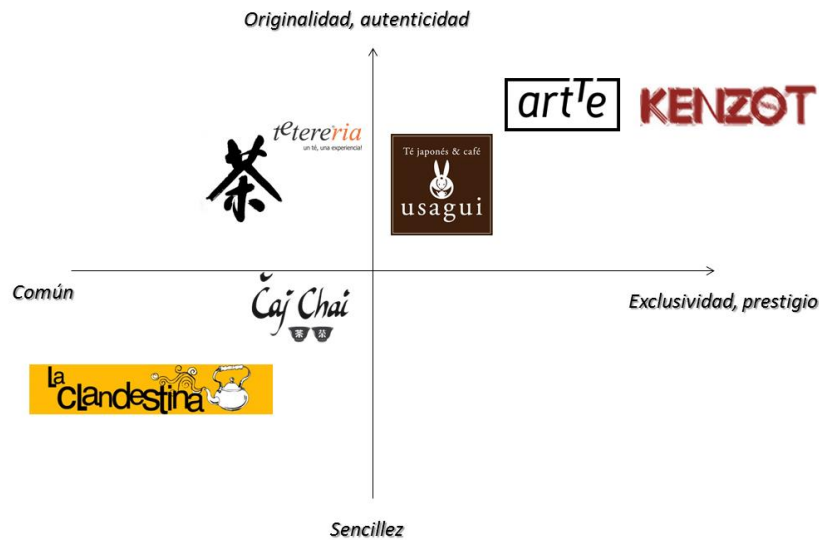 Originalidad, autenticidad
artTe
KENZOT
tetereria
un té, una experiencia!
茶
Té japonés & café
usagui
Común
Exclusividad, prestigio
Čaj Chai
茶 茶
La
Clandestina
Sencillez